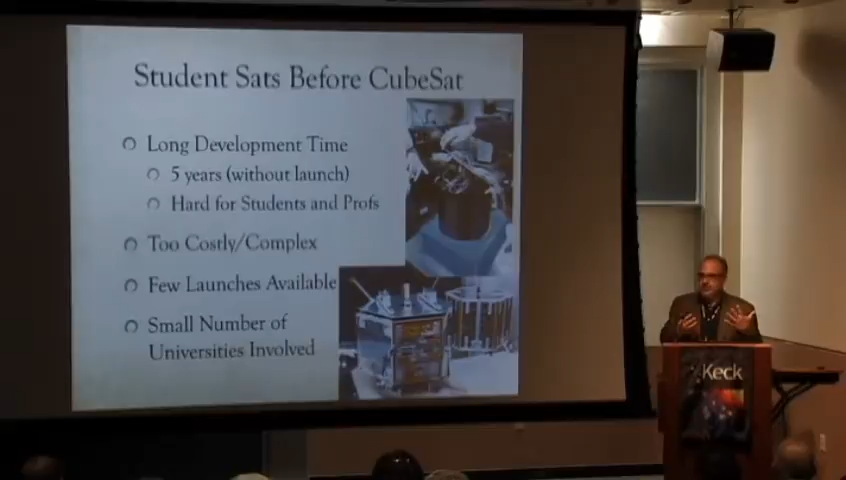 Student Sats Before CubeSat
Long Development Time
5 years (without launch)
Hard for Students and Profs
Too Costly/Complex
Few Launches Available
Small Number of
Universities Involved
Keck